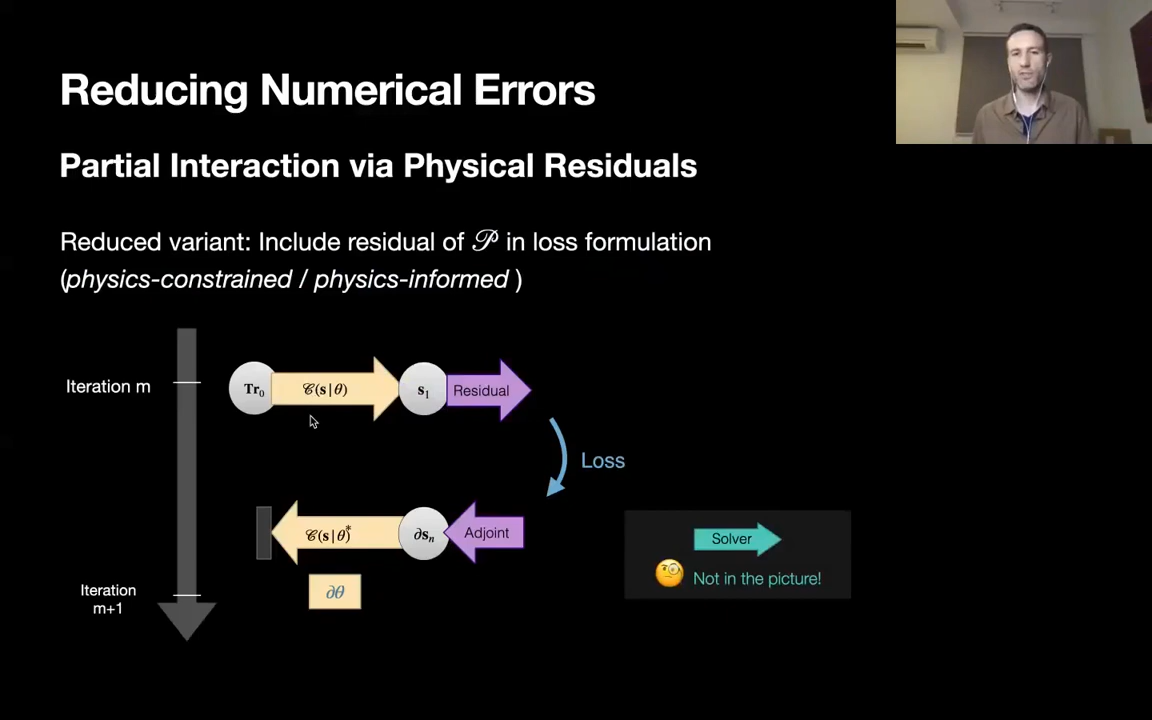 Reducing Numerical Errors
Partial Interaction via Physical Residuals
Reduced variant: Include residual of 𝒫 in loss formulation
(physics-constrained / physics-informed )
Iteration m
Tr₀
𝒞(s|θ)
s₁
Residual
Loss
𝒞(s|θ)*
∂sₙ
Adjoint
Solver
Not in the picture!
∂θ
Iteration
m+1